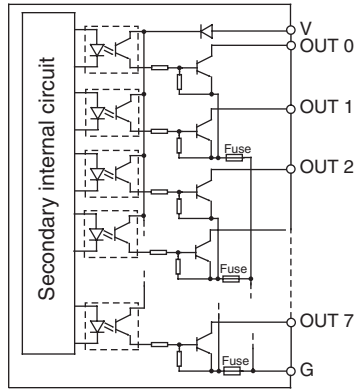 Secondary internal circuit
V
OUT 0
OUT 1
Fuse
OUT 2
Fuse
OUT 7
Fuse
G